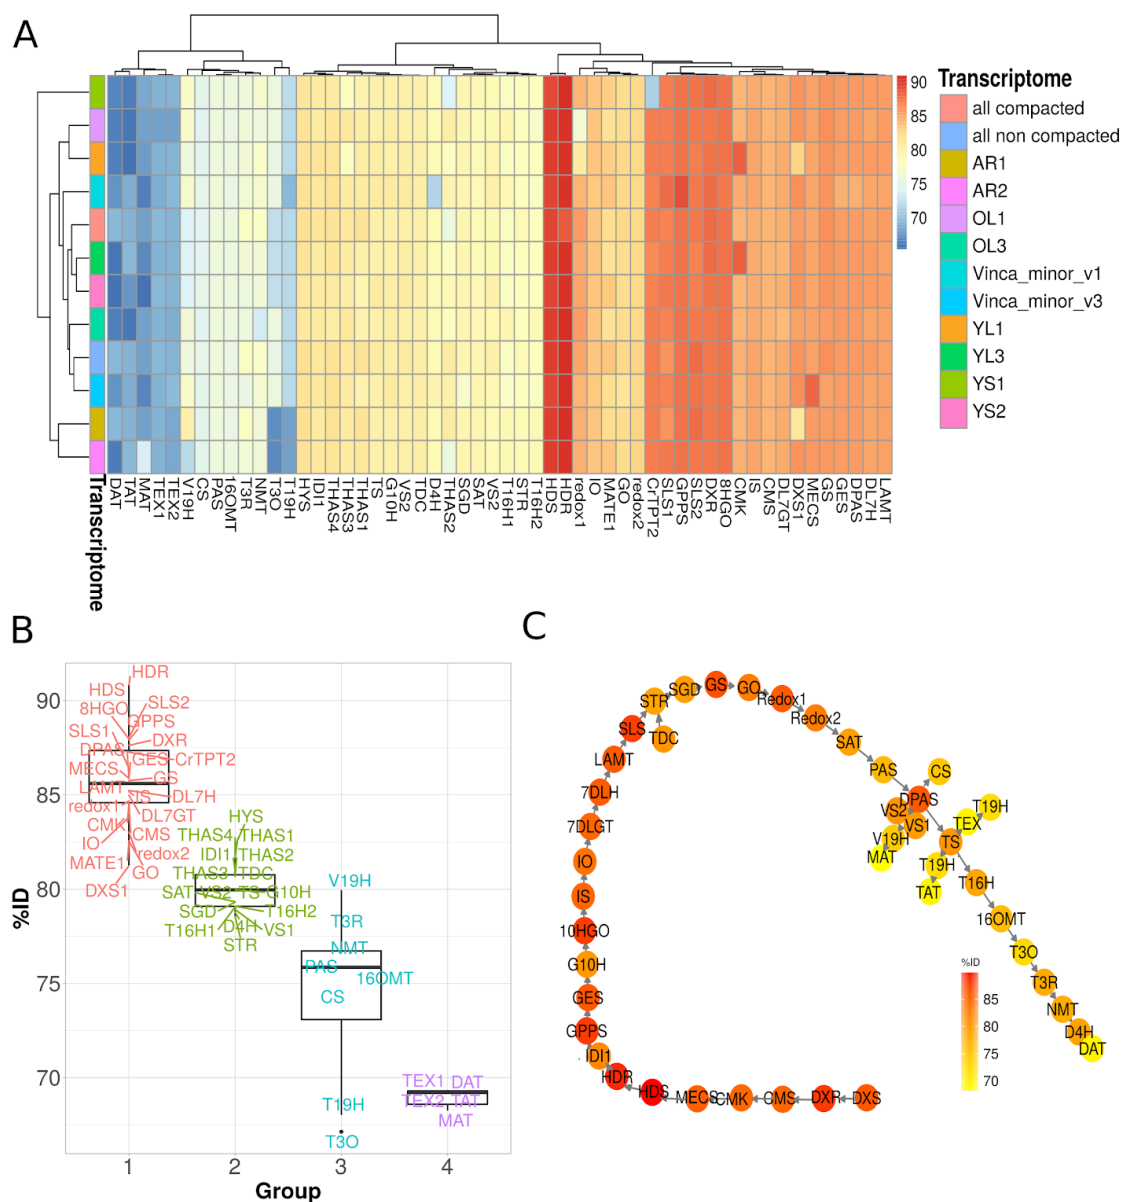 A
90
85
80
75
70
Transcriptome
all compacted
all non compacted
AR1
AR2
OL1
OL3
Vinca_minor_v1
Vinca_minor_v3
YL1
YL3
YS1
YS2
Transcriptome
DAT
TAT
MAT
TEX1
TEX2
V19H
CS
PAS
16OMT
T3R
NMT
T3O
T19H
HYS
IDI1
THAS4
THAS3
THAS1
TS
G10H
VS2
TDC
D4H
THAS2
SGD
SAT
VS2
T16H1
STR
T16H2
HDS
HDR
redox1
IO
MATE1
GO
redox2
CrTPT2
SLS1
GPPS
SLS2
DXR
8HGO
CMK
IS
CMS
DL7GT
DXS1
MECS
GS
GES
DPAS
DL7H
LAMT
B
%ID
90
85
80
75
70
HDR
HDS
8HGO
SLS2
GPPS
SLS1
DXR
DPAS
GES
CrTPT2
MECS
GS
LAMT
TS
DL7H
redox1
DL7GT
CMK
CMS
IO
redox2
MATE1
GO
DXS1
HYS
THAS4
THAS1
IDI1
THAS2
THAS3
TDC
SAT
VS2
TS
G10H
SGD
T16H2
T16H1
D4H
VS1
STR
V19H
T3R
NMT
PAS
16OMT
CS
T19H
T3O
TEX1
DAT
TEX2
TAT
MAT
1
2
3
4
Group
C
STR
SGD
GS
GO
Redox1
Redox2
SAT
PAS
CS
DPAS
VS2
VS1
V19H
MAT
TEX
T19H
TS
T19H
TAT
T16H
16OMT
T3O
T3R
NMT
D4H
DAT
TDC
SLS
LAMT
7DLH
7DLGT
IO
IS
10HGO
G10H
GES
GPPS
IDI1
HDR
HDS
MECS
CMK
CMS
DXR
DXS
%ID
85
80
75
70